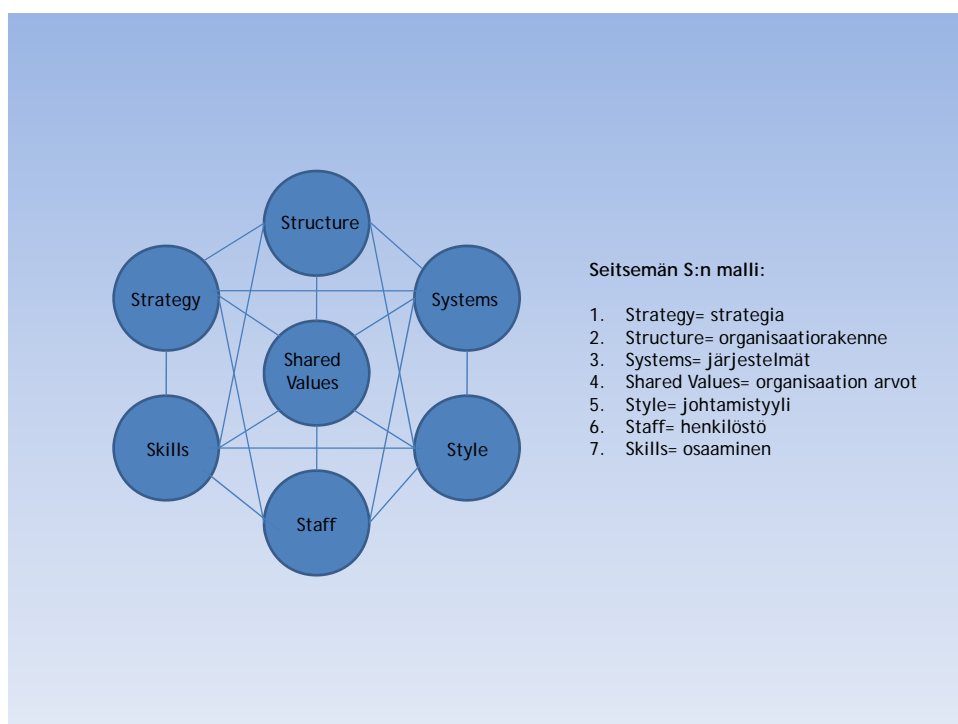 Structure
Strategy
Systems
Shared
Values
Skills
Style
Staff
Seitsemän S:n malli:
1. Strategy= strategia
2. Structure= organisaatiorakenne
3. Systems= järjestelmät
4. Shared Values= organisaation arvot
5. Style= johtamistyyli
6. Staff= henkilöstö
7. Skills= osaaminen